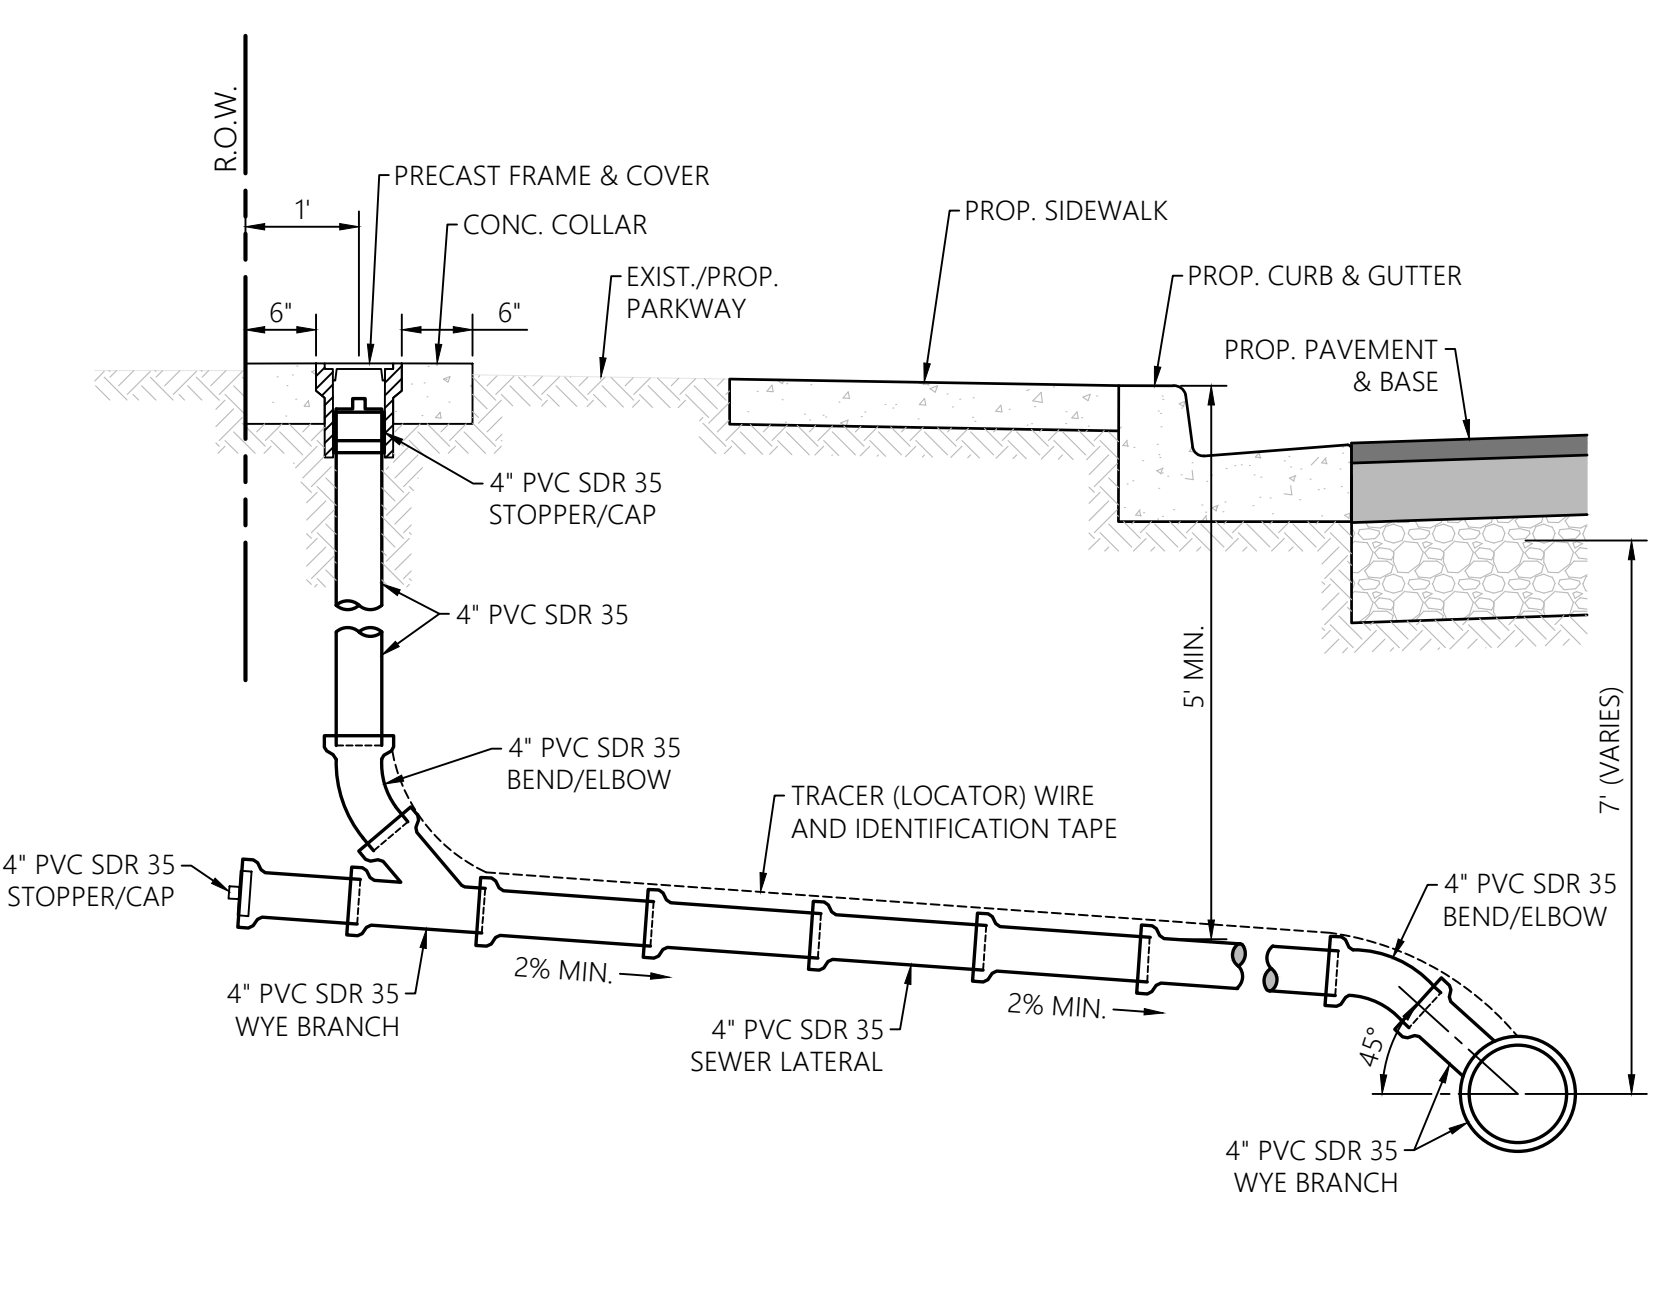 R.O.W.
PRECAST FRAME & COVER
1'
CONC. COLLAR
PROP. SIDEWALK
EXIST./PROP.
PARKWAY
PROP. CURB & GUTTER
6"
6"
PROP. PAVEMENT
& BASE
4" PVC SDR 35
STOPPER/CAP
4" PVC SDR 35
5' MIN.
7' (VARIES)
4" PVC SDR 35
BEND/ELBOW
TRACER (LOCATOR) WIRE
AND IDENTIFICATION TAPE
4" PVC SDR 35
STOPPER/CAP
4" PVC SDR 35
BEND/ELBOW
2% MIN.
4" PVC SDR 35
WYE BRANCH
2% MIN.
4" PVC SDR 35
SEWER LATERAL
45°
4" PVC SDR 35
WYE BRANCH